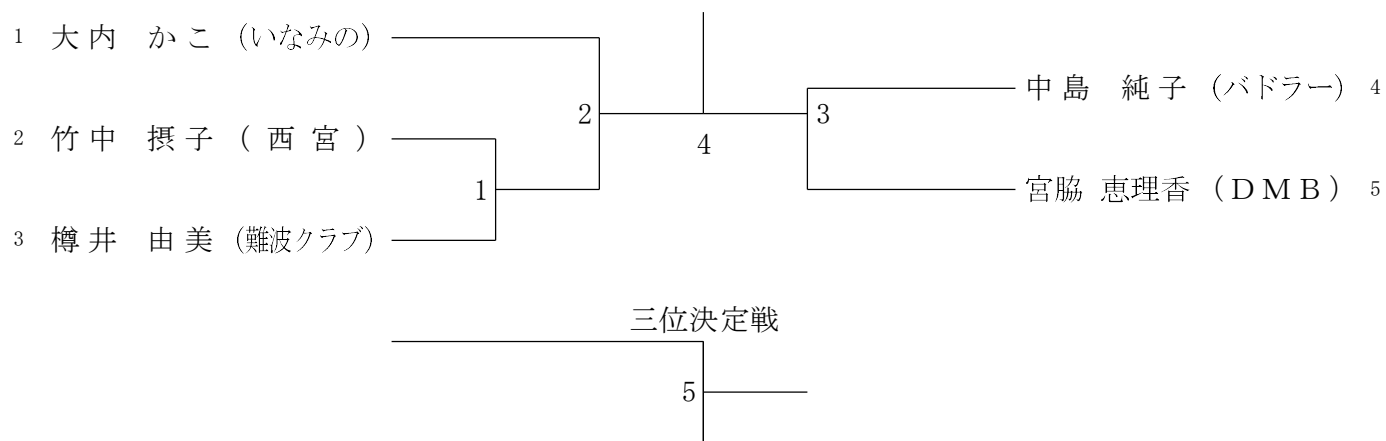 1 大内 かこ (いなみの)
中島 純子 (バドラー) 4
2 3
2 竹中 摂子 (西宮)
4
1 宮脇 恵理香 (DMB) 5
3 樽井 由美 (難波クラブ)
三位決定戦
5